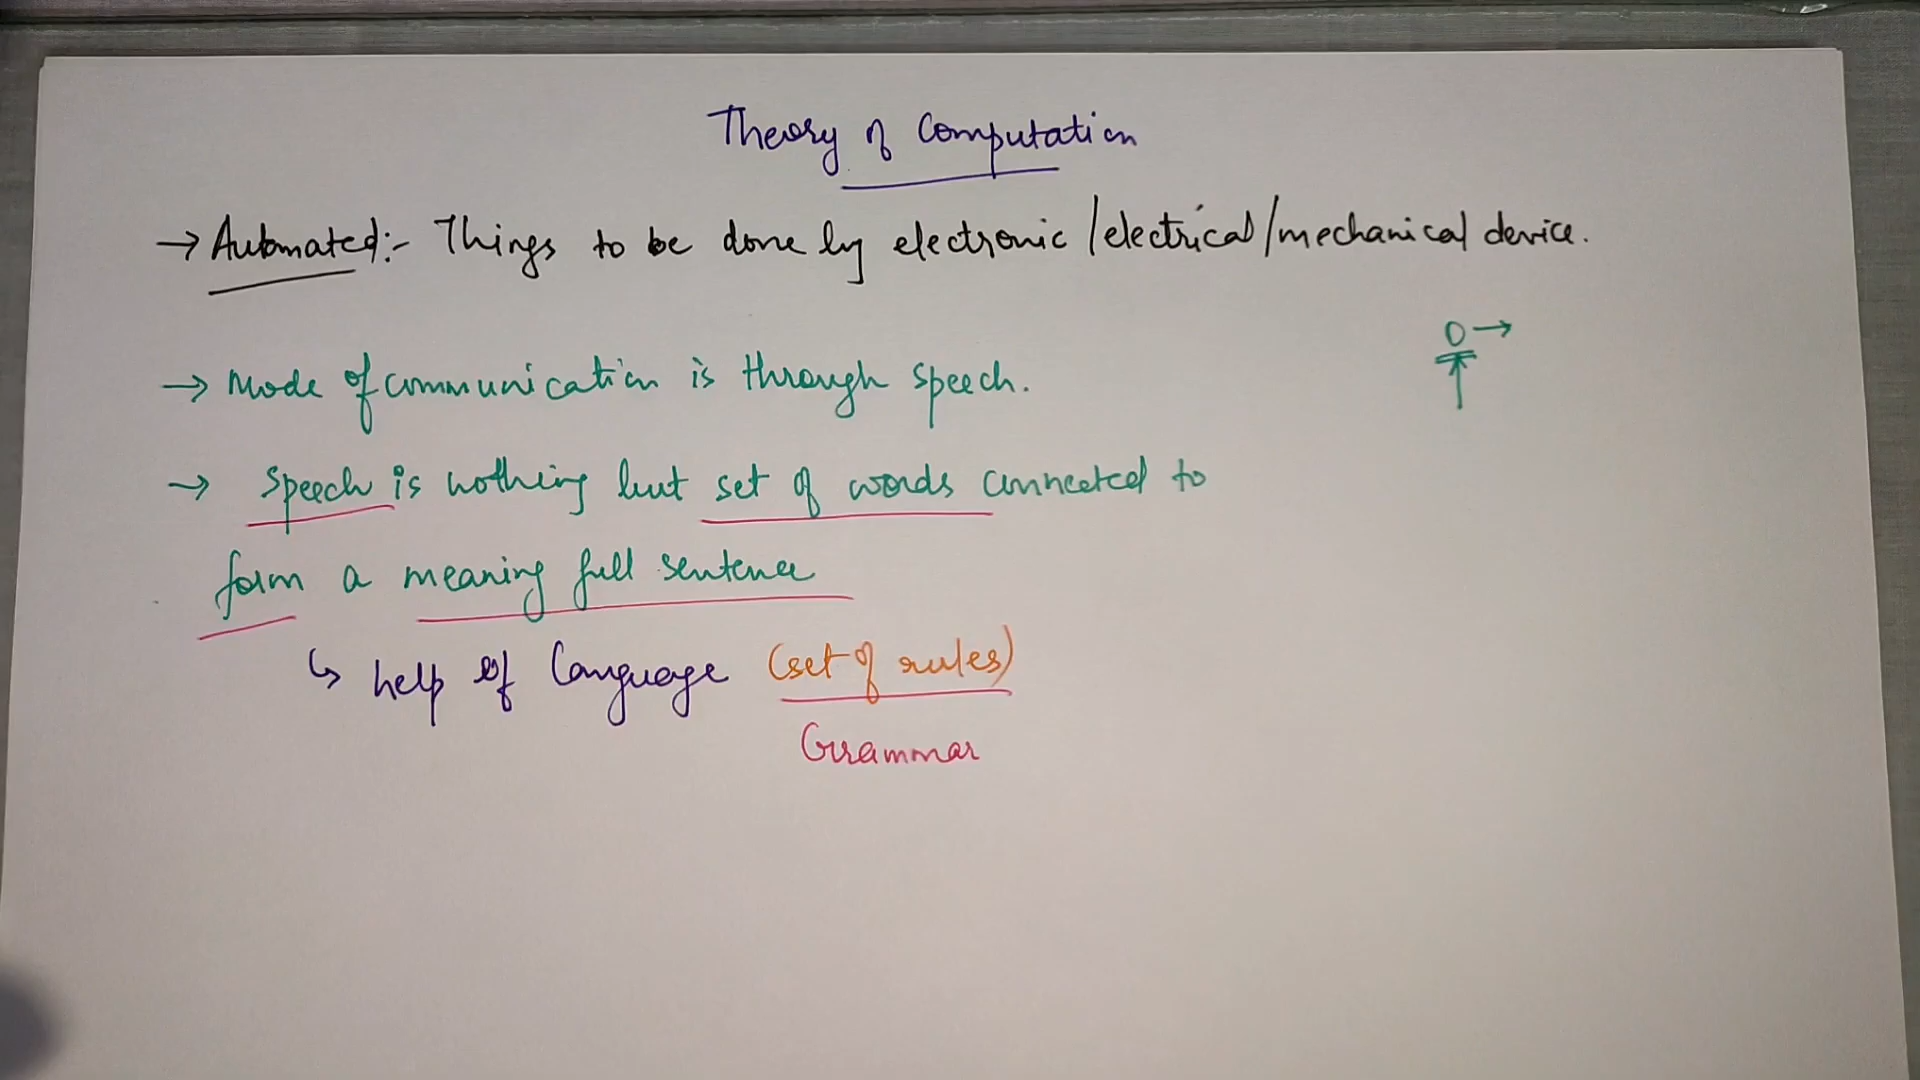 Theory of Computation
→ Automated:- Things to be done by electronic/electrical/mechanical device.
→ Mode of communication is through speech.
→ Speech is nothing but set of words connected to
form a meaning full sentence
↳ help of language (set of rules)
Grammar